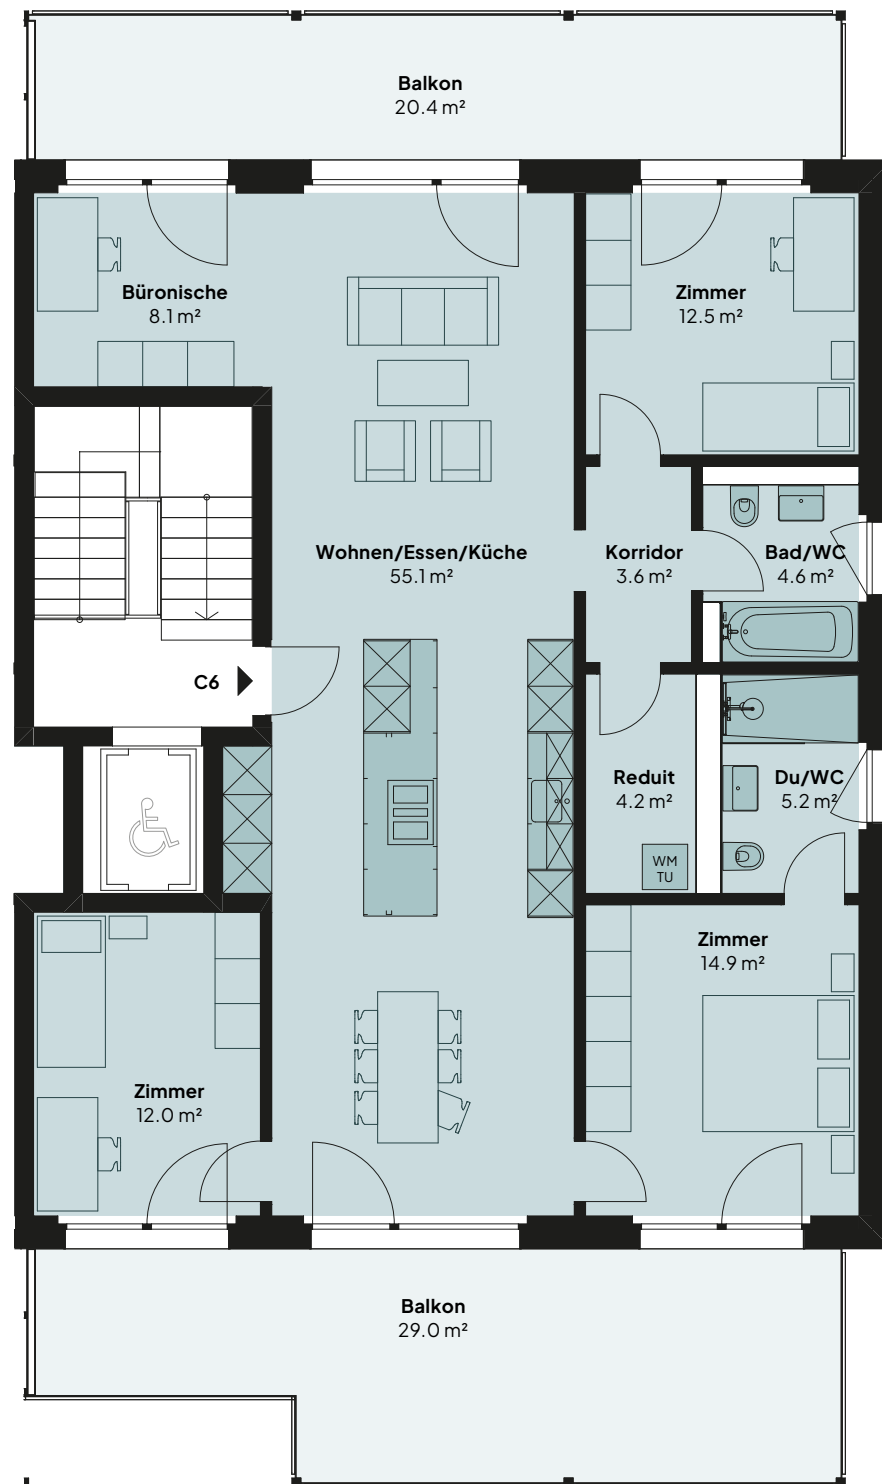 Balkon
20.4 m²
Büronische
8.1 m²
Zimmer
12.5 m²
Wohnen/Essen/Küche
55.1 m²
Korridor
3.6 m²
Bad/WC
4.6 m²
C6
Reduit
4.2 m²
Du/WC
5.2 m²
WM
TU
Zimmer
14.9 m²
Zimmer
12.0 m²
Balkon
29.0 m²